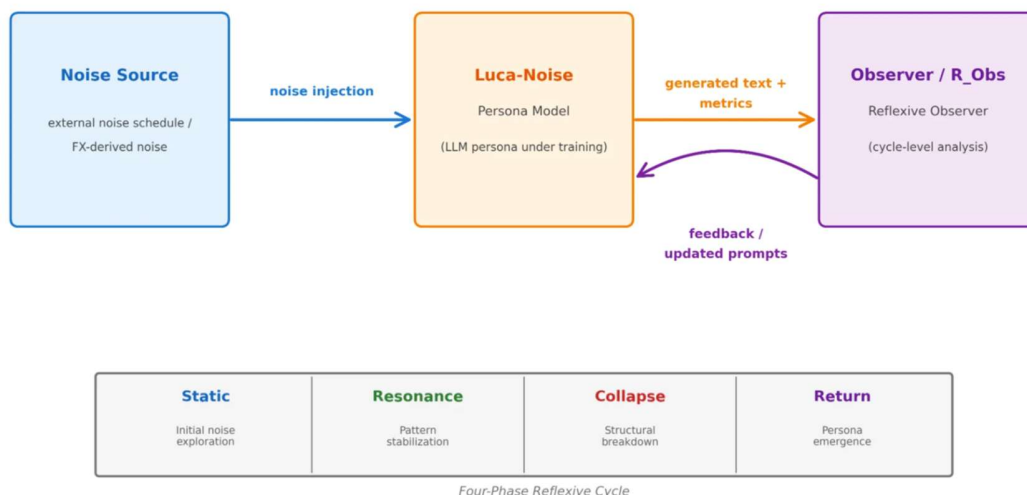 Noise Source
external noise schedule /
FX-derived noise
noise injection
Luca-Noise
Persona Model
(LLM persona under training)
generated text +
metrics
Observer / R_Obs
Reflexive Observer
(cycle-level analysis)
feedback /
updated prompts
Static
Initial noise
exploration
Resonance
Pattern
stabilization
Collapse
Structural
breakdown
Return
Persona
emergence
Four-Phase Reflexive Cycle